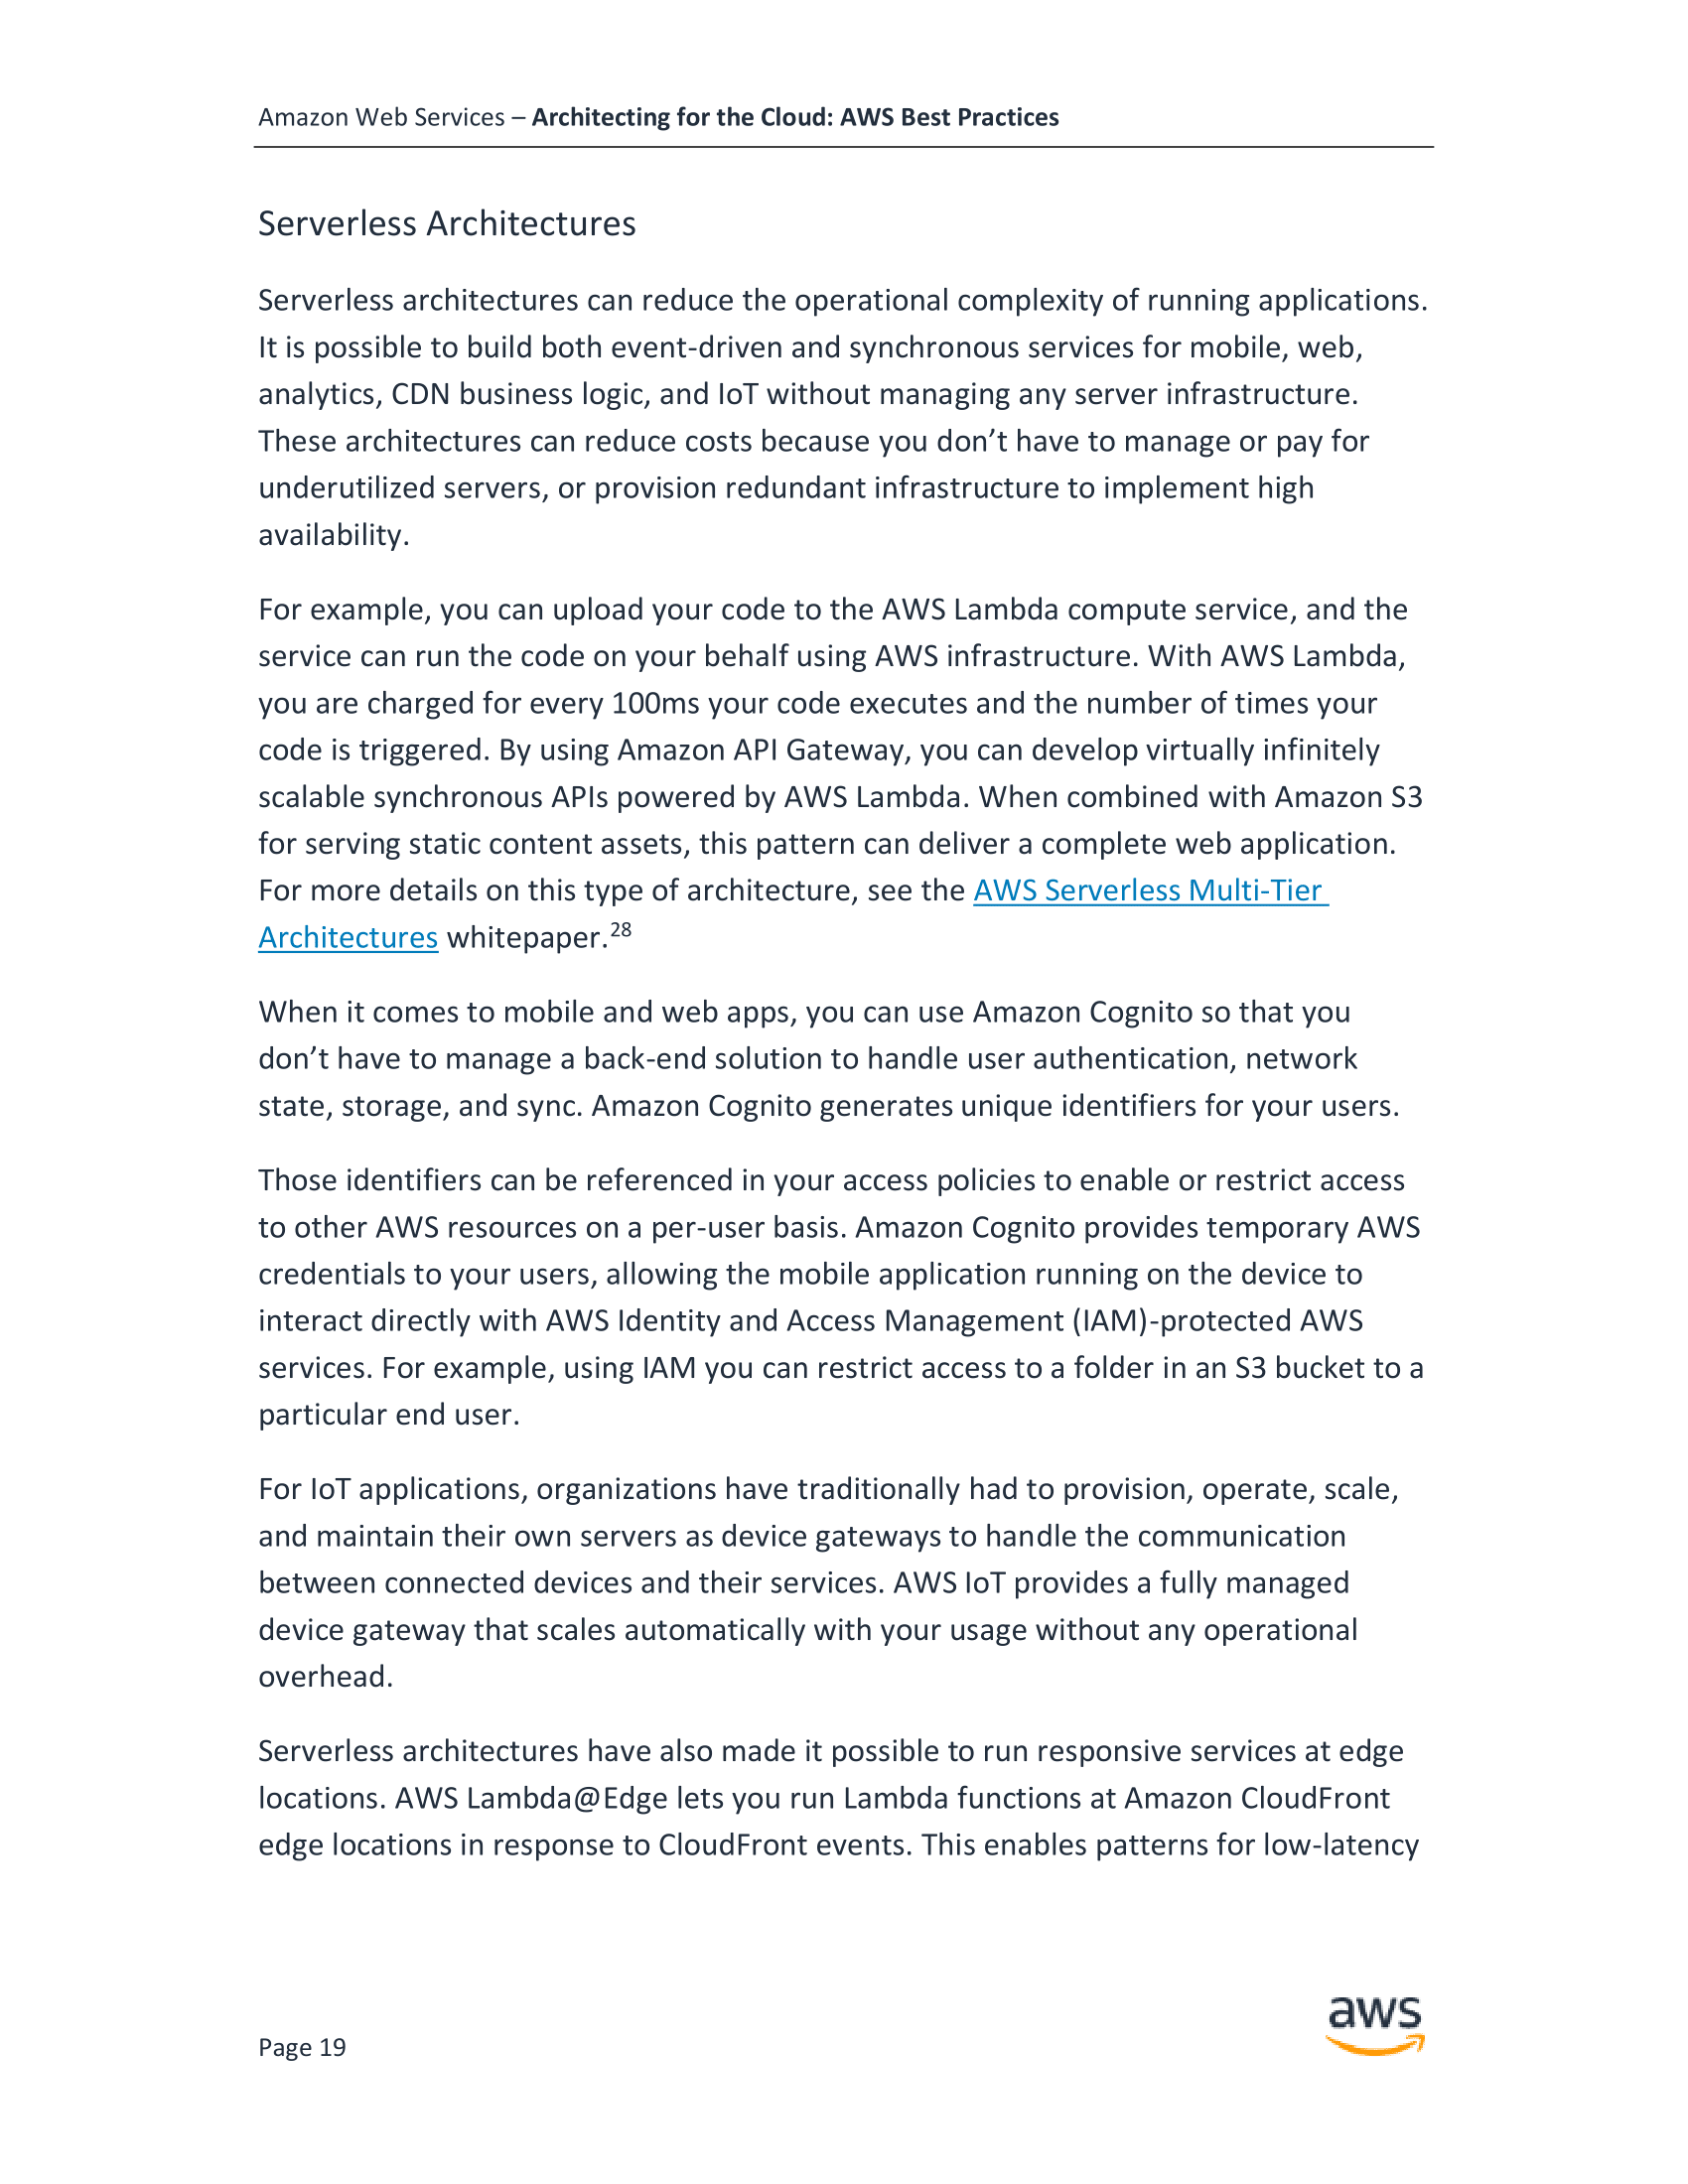 Amazon Web Services – Architecting for the Cloud: AWS Best Practices
Serverless Architectures
Serverless architectures can reduce the operational complexity of running applications.
It is possible to build both event-driven and synchronous services for mobile, web,
analytics, CDN business logic, and IoT without managing any server infrastructure.
These architectures can reduce costs because you don’t have to manage or pay for
underutilized servers, or provision redundant infrastructure to implement high
availability.
For example, you can upload your code to the AWS Lambda compute service, and the
service can run the code on your behalf using AWS infrastructure. With AWS Lambda,
you are charged for every 100ms your code executes and the number of times your
code is triggered. By using Amazon API Gateway, you can develop virtually infinitely
scalable synchronous APIs powered by AWS Lambda. When combined with Amazon S3
for serving static content assets, this pattern can deliver a complete web application.
For more details on this type of architecture, see the AWS Serverless Multi-Tier
Architectures whitepaper.28
When it comes to mobile and web apps, you can use Amazon Cognito so that you
don’t have to manage a back-end solution to handle user authentication, network
state, storage, and sync. Amazon Cognito generates unique identifiers for your users.
Those identifiers can be referenced in your access policies to enable or restrict access
to other AWS resources on a per-user basis. Amazon Cognito provides temporary AWS
credentials to your users, allowing the mobile application running on the device to
interact directly with AWS Identity and Access Management (IAM)-protected AWS
services. For example, using IAM you can restrict access to a folder in an S3 bucket to a
particular end user.
For IoT applications, organizations have traditionally had to provision, operate, scale,
and maintain their own servers as device gateways to handle the communication
between connected devices and their services. AWS IoT provides a fully managed
device gateway that scales automatically with your usage without any operational
overhead.
Serverless architectures have also made it possible to run responsive services at edge
locations. AWS Lambda@Edge lets you run Lambda functions at Amazon CloudFront
edge locations in response to CloudFront events. This enables patterns for low-latency
Page 19
aws